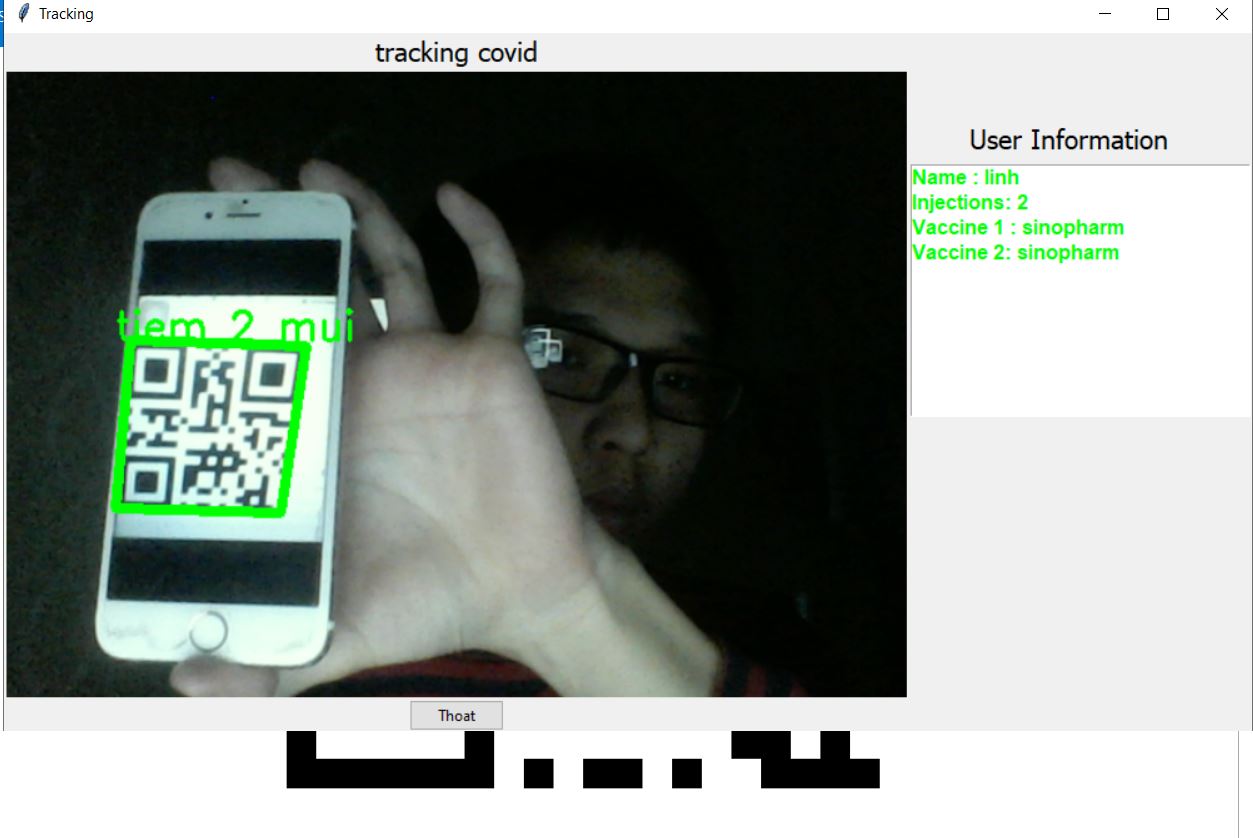 Tracking
tracking covid
User Information
Name : linh
Injections: 2
Vaccine 1 : sinopharm
Vaccine 2: sinopharm
tiem 2 mui
Thoat